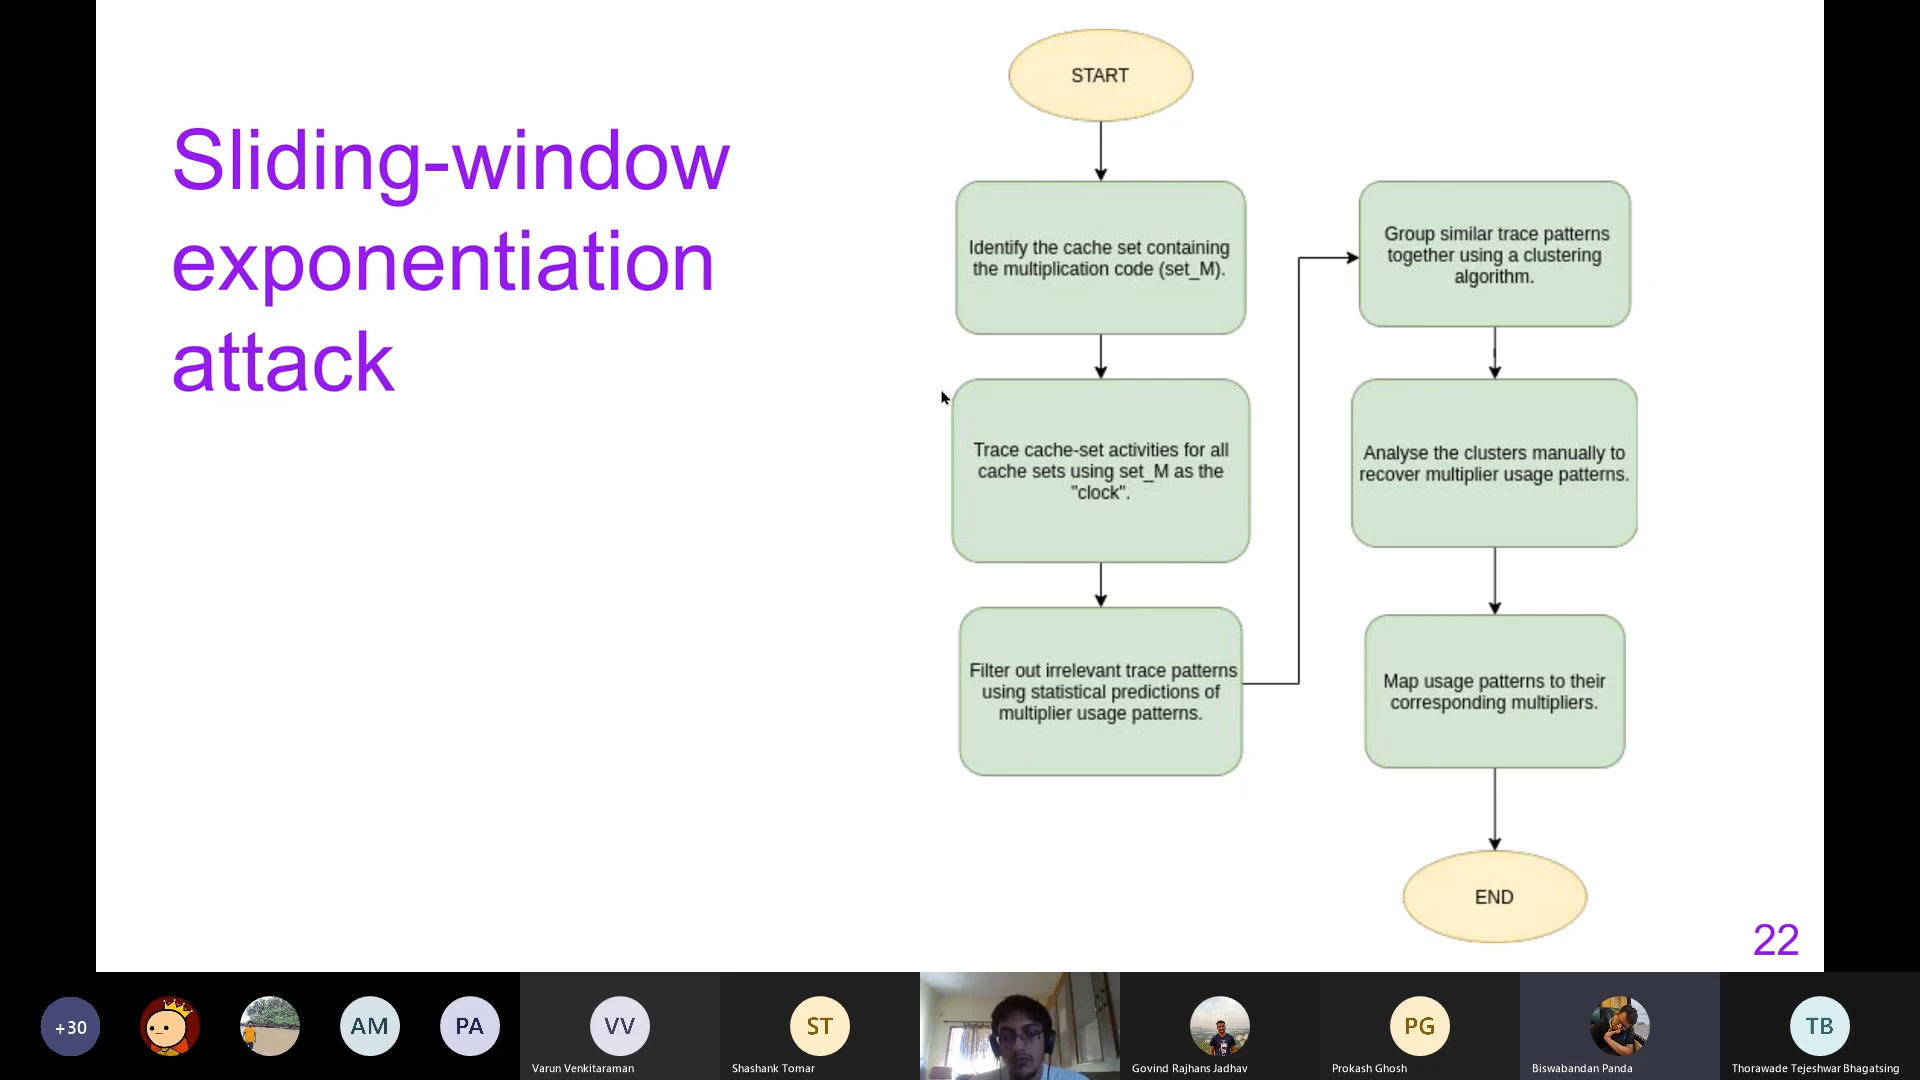 Sliding-window
exponentiation
attack
START
Identify the cache set containing
the multiplication code (set_M).
Trace cache-set activities for all
cache sets using set_M as the
"clock".
Filter out irrelevant trace patterns
using statistical predictions of
multiplier usage patterns.
Group similar trace patterns
together using a clustering
algorithm.
Analyse the clusters manually to
recover multiplier usage patterns.
Map usage patterns to their
corresponding multipliers.
END
22
+30
AM
PA
VV
Varun Venkitaraman
ST
Shashank Tomar
Govind Rajhans Jadhav
PG
Prokash Ghosh
Biswabandan Panda
TB
Thorawade Tejeshwar Bhagatsing